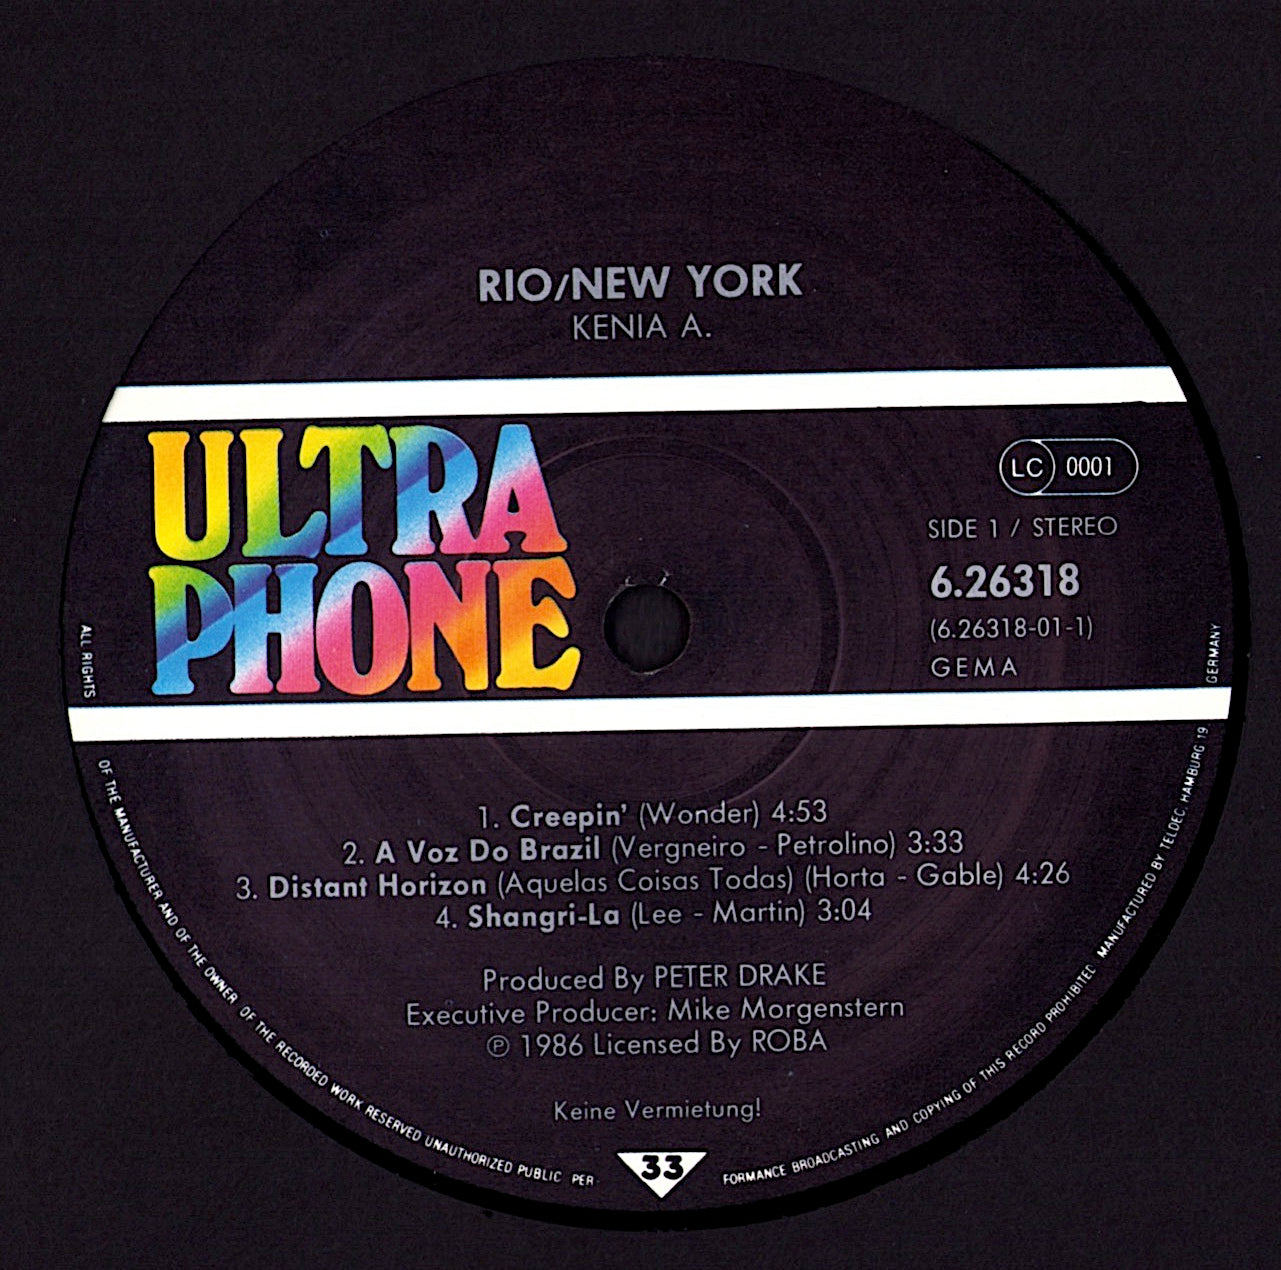 RIO/NEW YORK
KENIA A.
ULTRA
PHONE
LC 0001
SIDE 1 / STEREO
6.26318
(6.26318-01-1)
GEMA
1. Creepin' (Wonder) 4:53
2. A Voz Do Brazil (Vergneiro - Petrolino) 3:33
3. Distant Horizon (Aquelas Coisas Todas) (Horta - Gable) 4:26
4. Shangri-La (Lee - Martin) 3:04
Produced By PETER DRAKE
Executive Producer: Mike Morgenstern
℗ 1986 Licensed By ROBA
Keine Vermietung!
33
ALL RIGHTS OF THE MANUFACTURER AND OF THE OWNER OF THE RECORDED WORK RESERVED UNAUTHORIZED PUBLIC PER FORMANCE BROADCASTING AND COPYING OF THIS RECORD PROHIBITED MANUFACTURED BY TELDEC HAMBURG 19 GERMANY